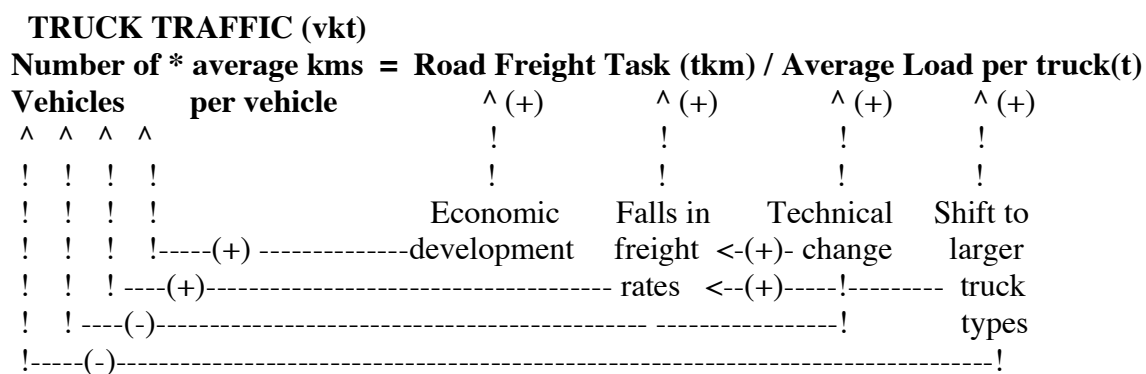 TRUCK TRAFFIC (vkt)
Number of * average kms = Road Freight Task (tkm) / Average Load per truck(t)
Vehicles per vehicle ^ (+) ^ (+) ^ (+) ^ (+)
^ ^ ^ ^ ! ! ! !
! ! ! ! ! ! ! !
! ! ! ! Economic Falls in Technical Shift to
! ! ! !-----(+) --------------development freight <-(+)- change larger
! ! ! ----(+)-------------------------------------- rates <--(+)-----!--------- truck
! ! ----(-)---------------------------------------------- -----------------! types
!-----(-)----------------------------------------------------------------------------------!